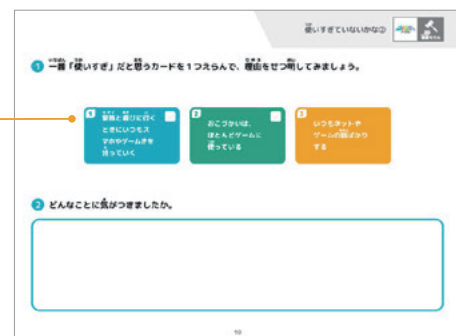 使いすぎていないかな②
1 一番「使いすぎ」だと思うカードを1つえらんで、理由をせつ明してみましょう。
1 家族と遊びに行く
ときにいつもス
マホやゲーム機を
持っていく
2 おこづかいは、
ほとんどゲームに
使っている
3 いつもネットや
ゲームの話ばかり
する
2 どんなことに気がつきましたか。